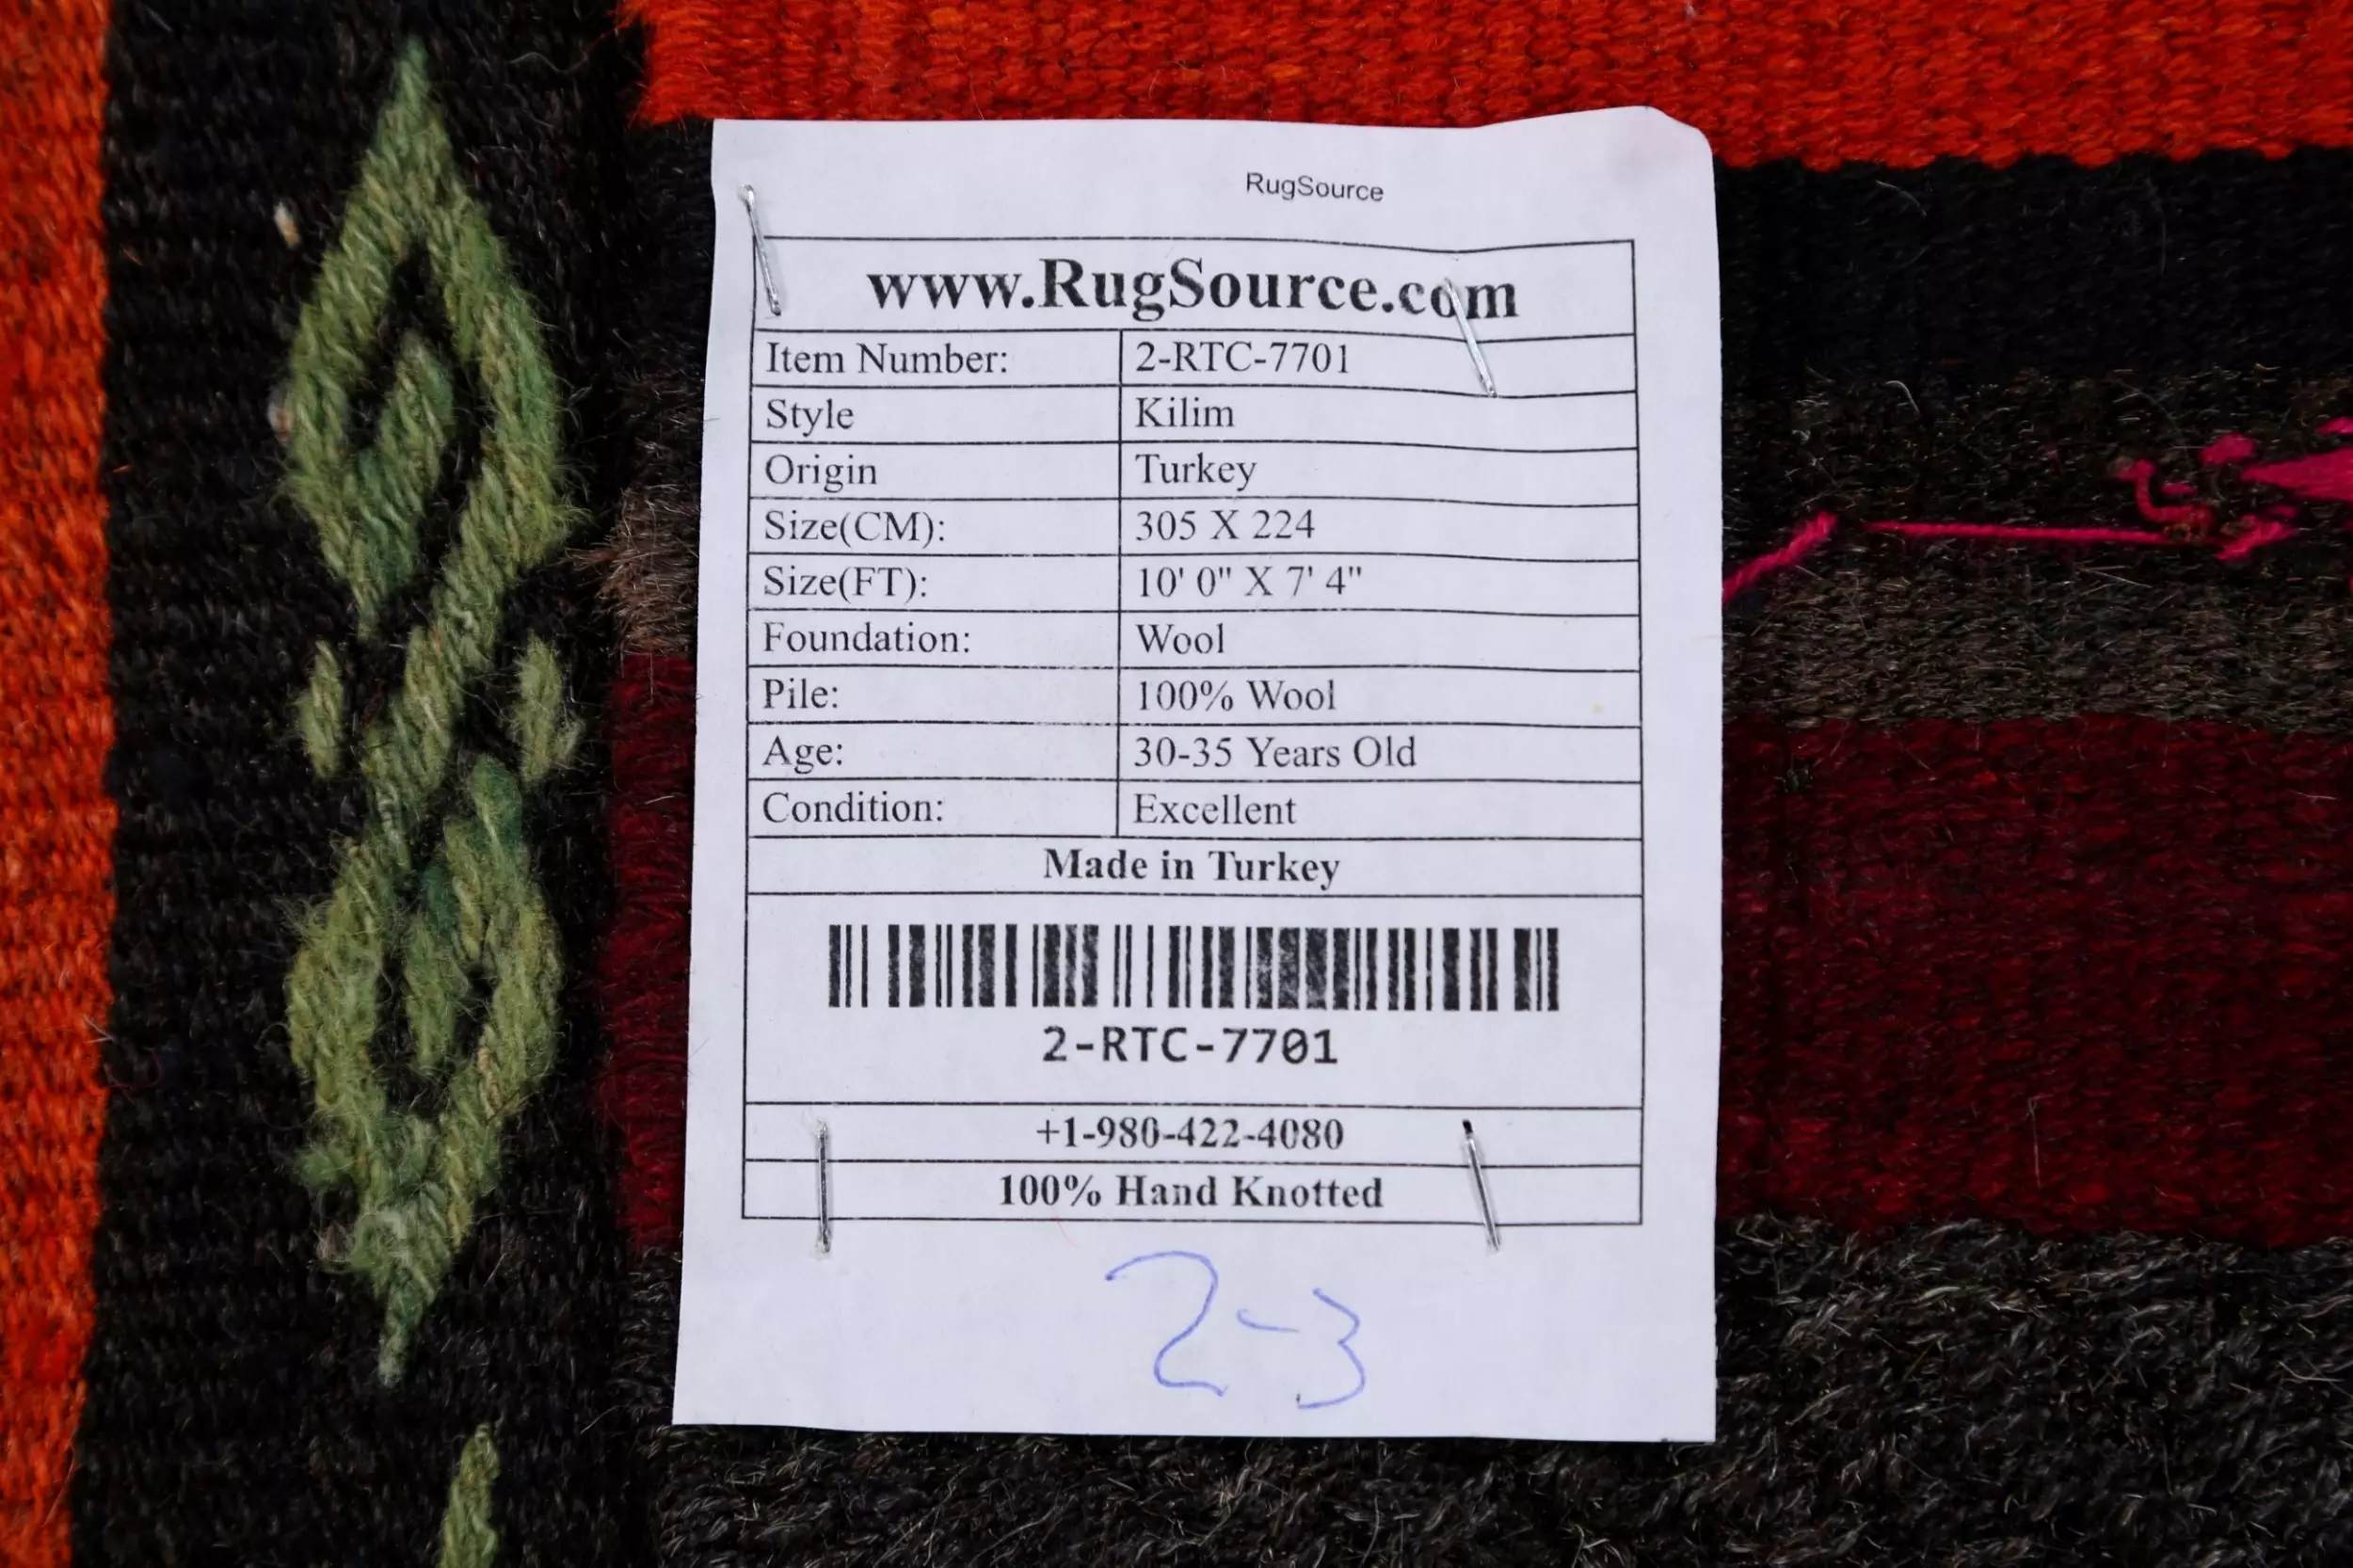 RugSource
www.RugSource.com
Item Number: 2-RTC-7701
Style Kilim
Origin Turkey
Size(CM): 305 X 224
Size(FT): 10' 0" X 7' 4"
Foundation: Wool
Pile: 100% Wool
Age: 30-35 Years Old
Condition: Excellent
Made in Turkey
2-RTC-7701
+1-980-422-4080
100% Hand Knotted
2-3